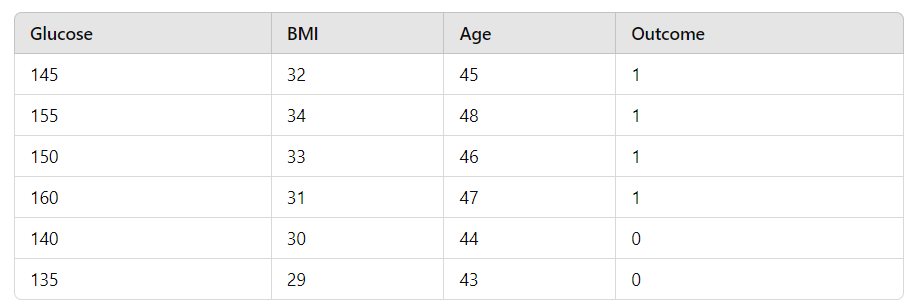 Glucose BMI Age Outcome
145 32 45 1
155 34 48 1
150 33 46 1
160 31 47 1
140 30 44 0
135 29 43 0